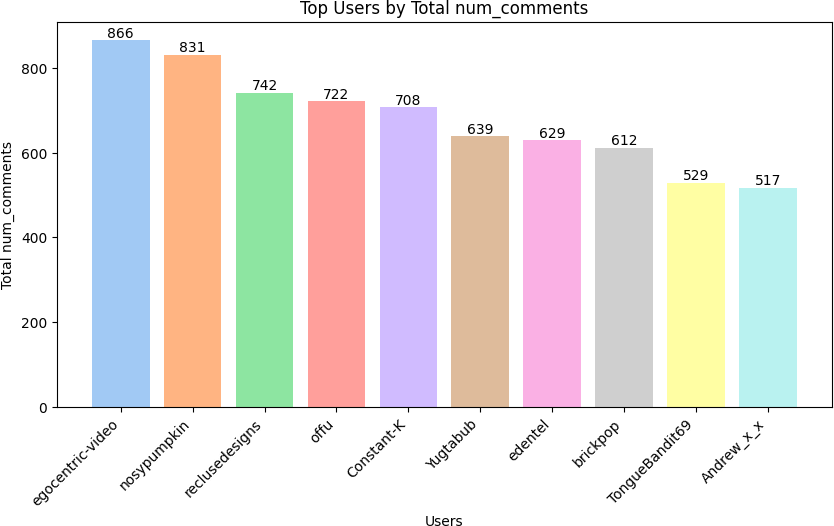 Top Users by Total num_comments
Total num_comments
800
600
400
200
0
866
831
742
722
708
639
629
612
529
517
egocentric-video
nosypumpkin
reclusedesigns
offu
Constant-K
Yugtabub
edentel
brickpop
TongueBandit69
Andrew_x_x
Users